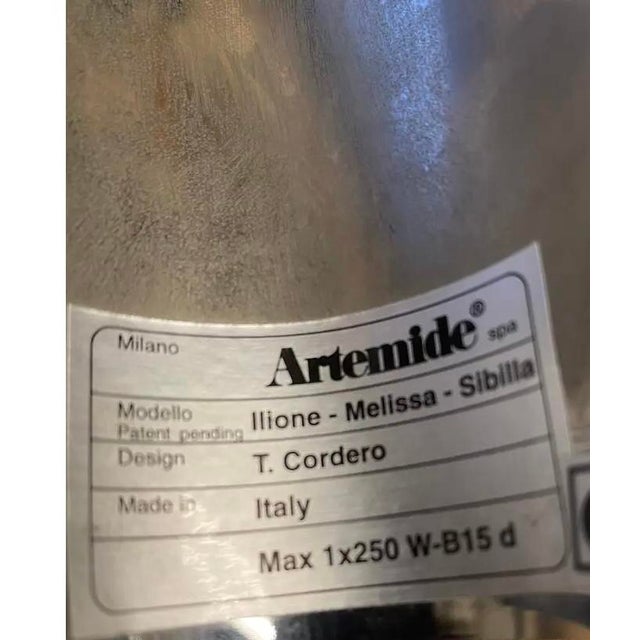 Milano Artemide® spa
Modello Ilione - Melissa - Sibilla
Patent pending
Design T. Cordero
Made in Italy
Max 1x250 W-B15 d